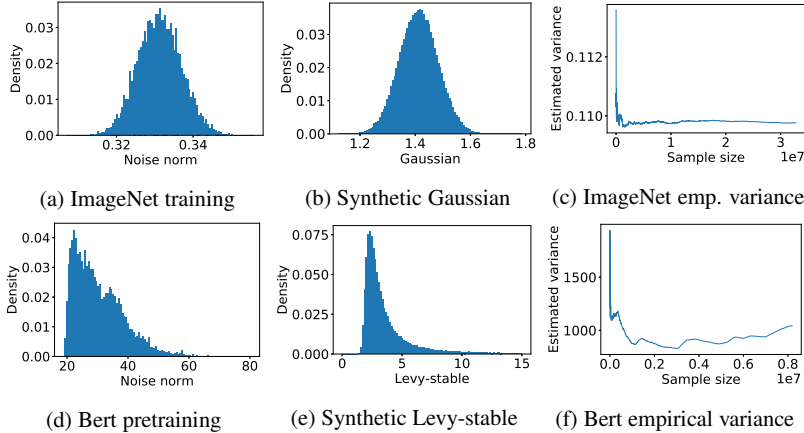 Density
0.03
0.02
0.01
0.00
0.32
0.34
Noise norm
(a) ImageNet training
Density
0.03
0.02
0.01
0.00
1.2
1.4
1.6
1.8
Gaussian
(b) Synthetic Gaussian
Estimated variance
0.112
0.110
0
1
2
3
1e7
Sample size
(c) ImageNet emp. variance
Density
0.04
0.03
0.02
0.01
0.00
20
40
60
80
Noise norm
(d) Bert pretraining
Density
0.075
0.050
0.025
0.000
0
5
10
15
Levy-stable
(e) Synthetic Levy-stable
Estimated variance
1500
1000
0.0
0.2
0.4
0.6
0.8
1e7
Sample size
(f) Bert empirical variance